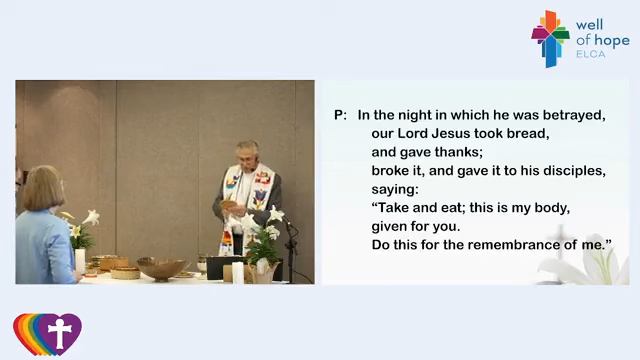 well
of hope
ELCA
P: In the night in which he was betrayed,
our Lord Jesus took bread,
and gave thanks;
broke it, and gave it to his disciples,
saying:
“Take and eat; this is my body,
given for you.
Do this for the remembrance of me.”